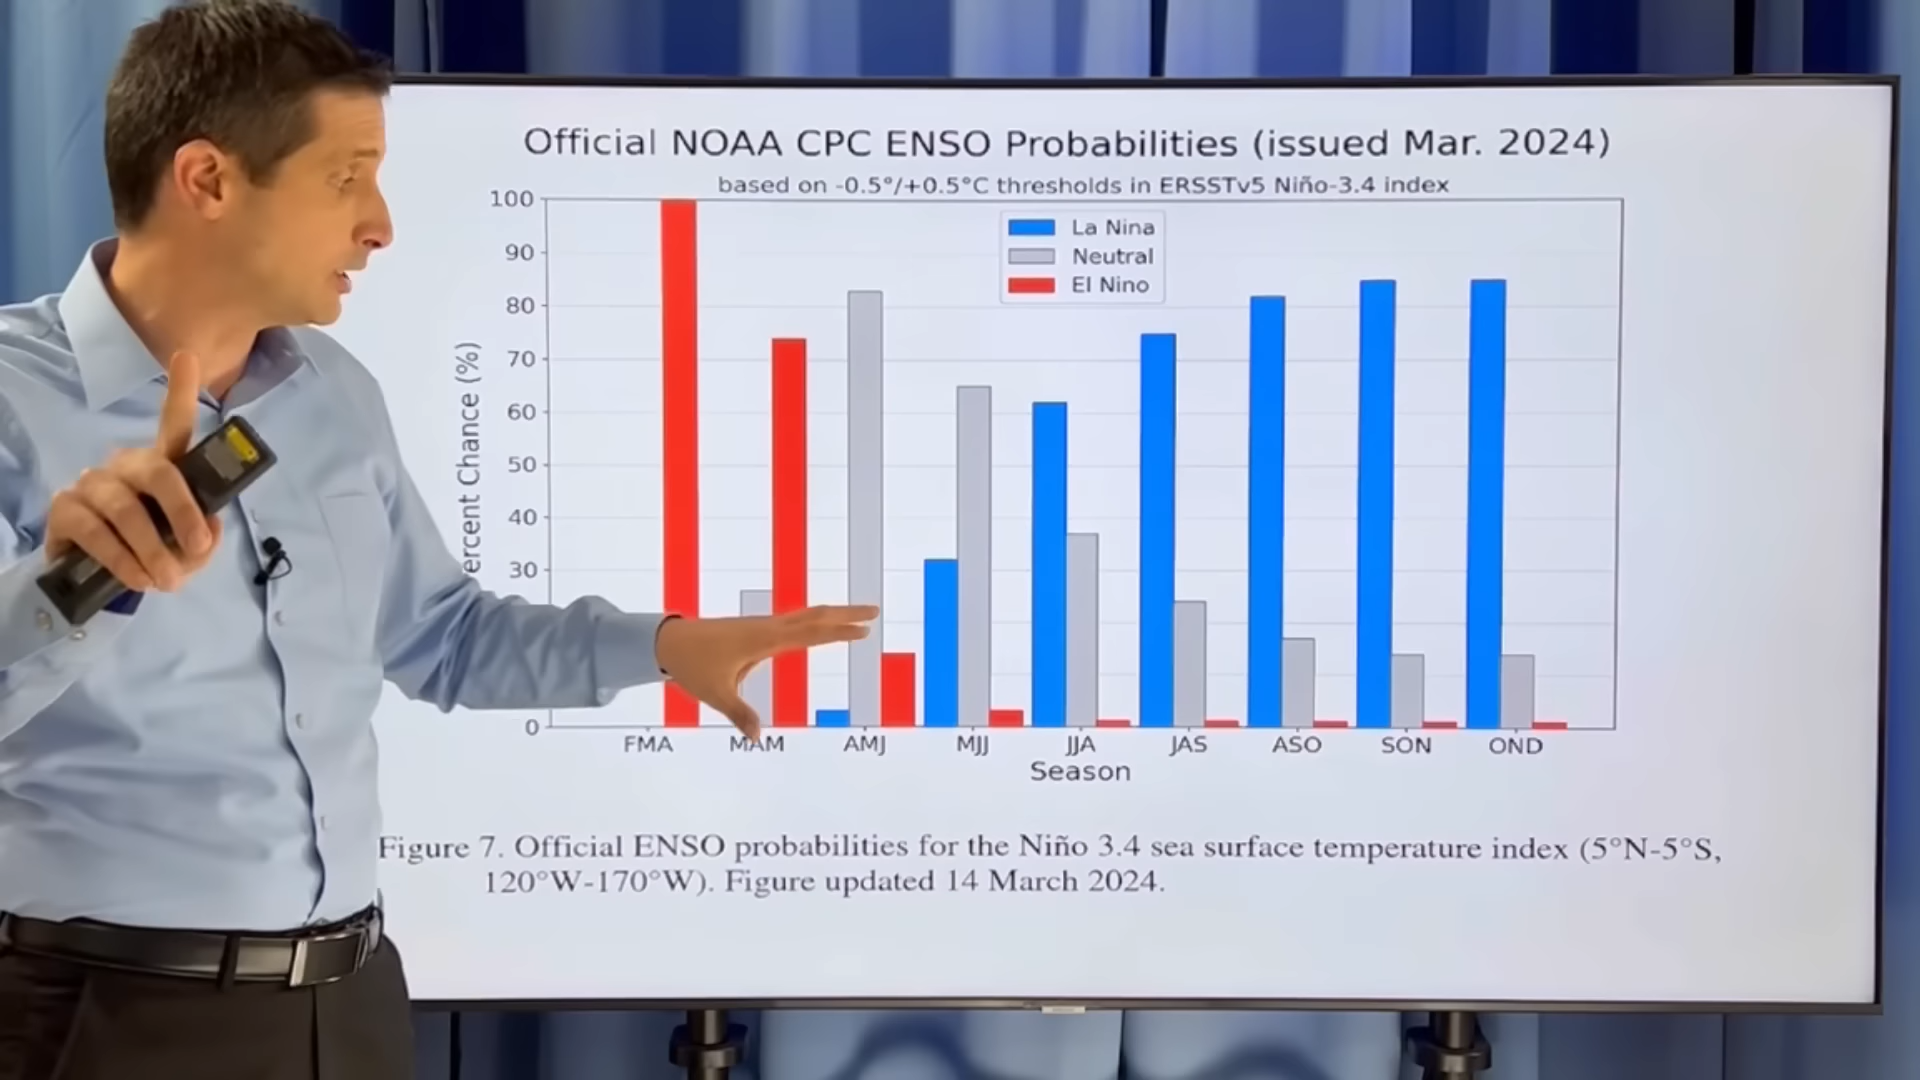 Official NOAA CPC ENSO Probabilities (issued Mar. 2024)
based on -0.5°/+0.5°C thresholds in ERSSTv5 Niño-3.4 index
100
90
80
70
60
50
40
30
0
ercent Chance (%)
La Nina
Neutral
El Nino
FMA MAM AMJ MJJ JJA JAS ASO SON OND
Season
Figure 7. Official ENSO probabilities for the Niño 3.4 sea surface temperature index (5°N-5°S,
120°W-170°W). Figure updated 14 March 2024.